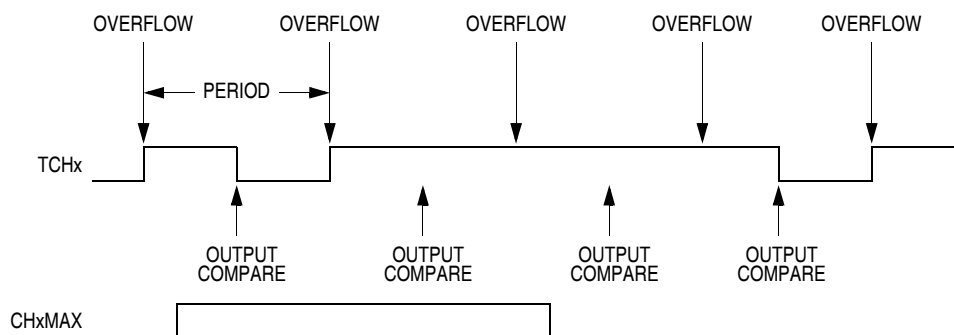 OVERFLOW OVERFLOW OVERFLOW OVERFLOW OVERFLOW
PERIOD
TCHx
OUTPUT COMPARE
OUTPUT COMPARE
OUTPUT COMPARE
OUTPUT COMPARE
CHxMAX